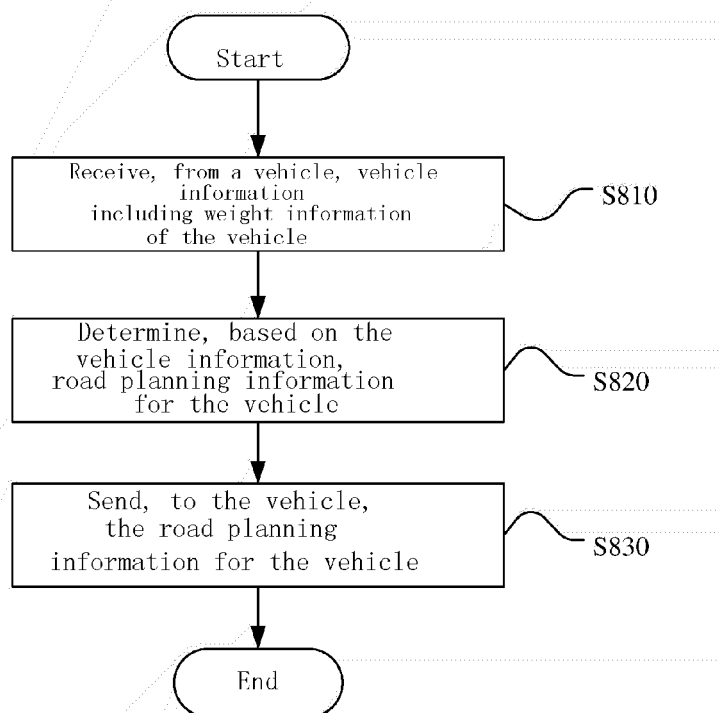 Start
Receive, from a vehicle, vehicle
information
including weight information
of the vehicle
S810
Determine, based on the
vehicle information,
road planning information
for the vehicle
S820
Send, to the vehicle,
the road planning
information for the vehicle
S830
End